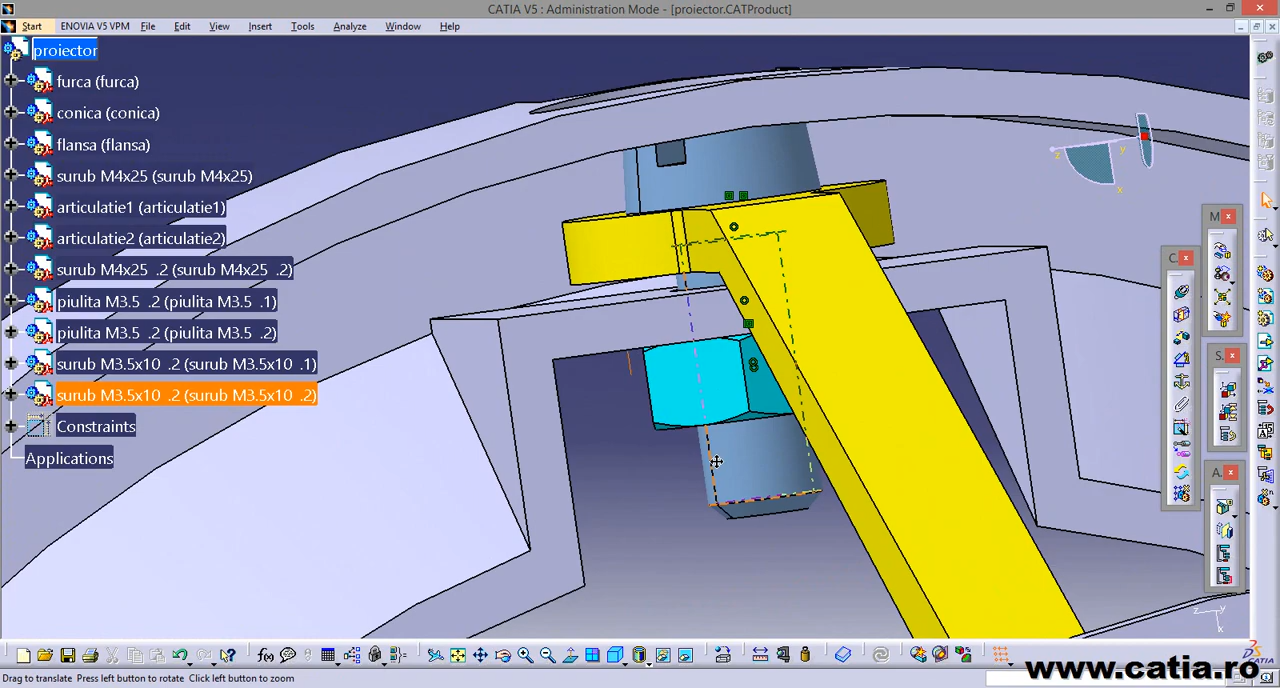 CATIA V5 : Administration Mode - [proiector.CATProduct]
Start ENOVIA V5 VPM File Edit View Insert Tools Analyze Window Help
proiector
furca (furca)
conica (conica)
flansa (flansa)
surub M4x25 (surub M4x25)
articulatie1 (articulatie1)
articulatie2 (articulatie2)
surub M4x25 .2 (surub M4x25 .2)
piulita M3.5 .2 (piulita M3.5 .1)
piulita M3.5 .2 (piulita M3.5 .2)
surub M3.5x10 .2 (surub M3.5x10 .1)
surub M3.5x10 .2 (surub M3.5x10 .2)
Constraints
Applications
z y x
M...
C...
S...
A...
z y x
f(x)
www.catia.ro
CATIA
Drag to translate Press left button to rotate Click left button to zoom